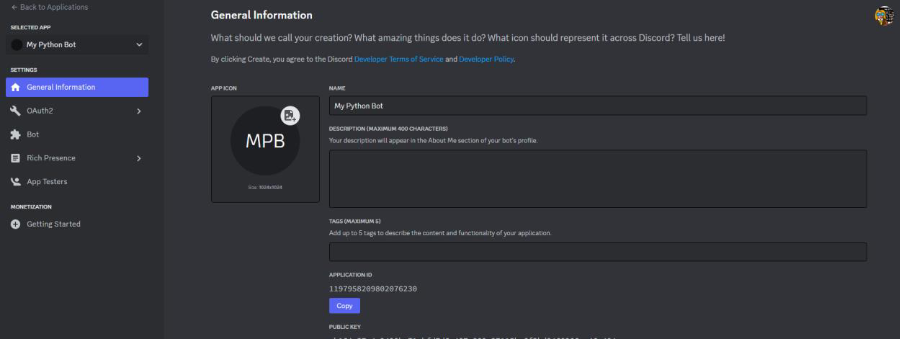 ← Back to Applications
SELECTED APP
My Python Bot
SETTINGS
General Information
OAuth2
Bot
Rich Presence
App Testers
MONETIZATION
Getting Started
General Information
What should we call your creation? What amazing things does it do? What icon should represent it across Discord? Tell us here!
By clicking Create, you agree to the Discord Developer Terms of Service and Developer Policy.
APP ICON
MPB
Size: 1024x1024
NAME
My Python Bot
DESCRIPTION (MAXIMUM 400 CHARACTERS)
Your description will appear in the About Me section of your bot's profile.
TAGS (MAXIMUM 5)
Add up to 5 tags to describe the content and functionality of your application.
APPLICATION ID
1197958209802076230
Copy
PUBLIC KEY